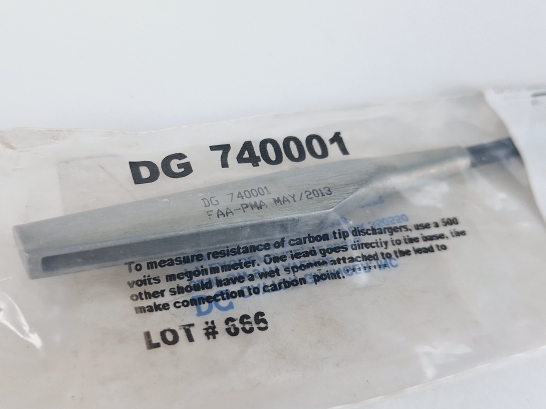 DG 740001
DG 740001
FAA-PMA MAY/2013
To measure resistance of carbon tip dischargers, use a 500
volts megohmmeter. One lead goes directly to the base, the
other should have a wet sponge attached to the lead to
make connection to carbon point.
DG
LOT # 666